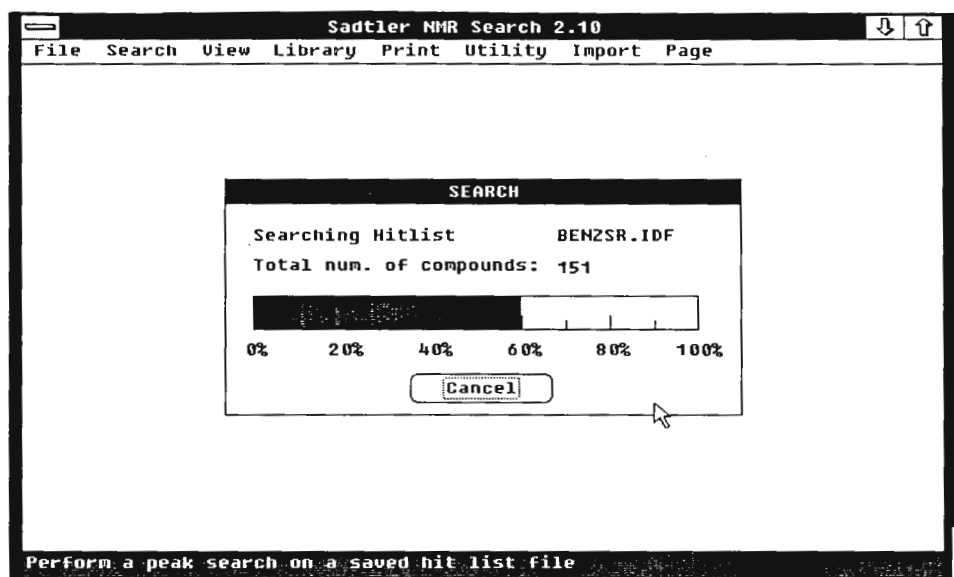 Sadtler NMR Search 2.10
File Search View Library Print Utility Import Page
SEARCH
Searching Hitlist BENZSR.IDF
Total num. of compounds: 151
0% 20% 40% 60% 80% 100%
Cancel
Perform a peak search on a saved hit list file